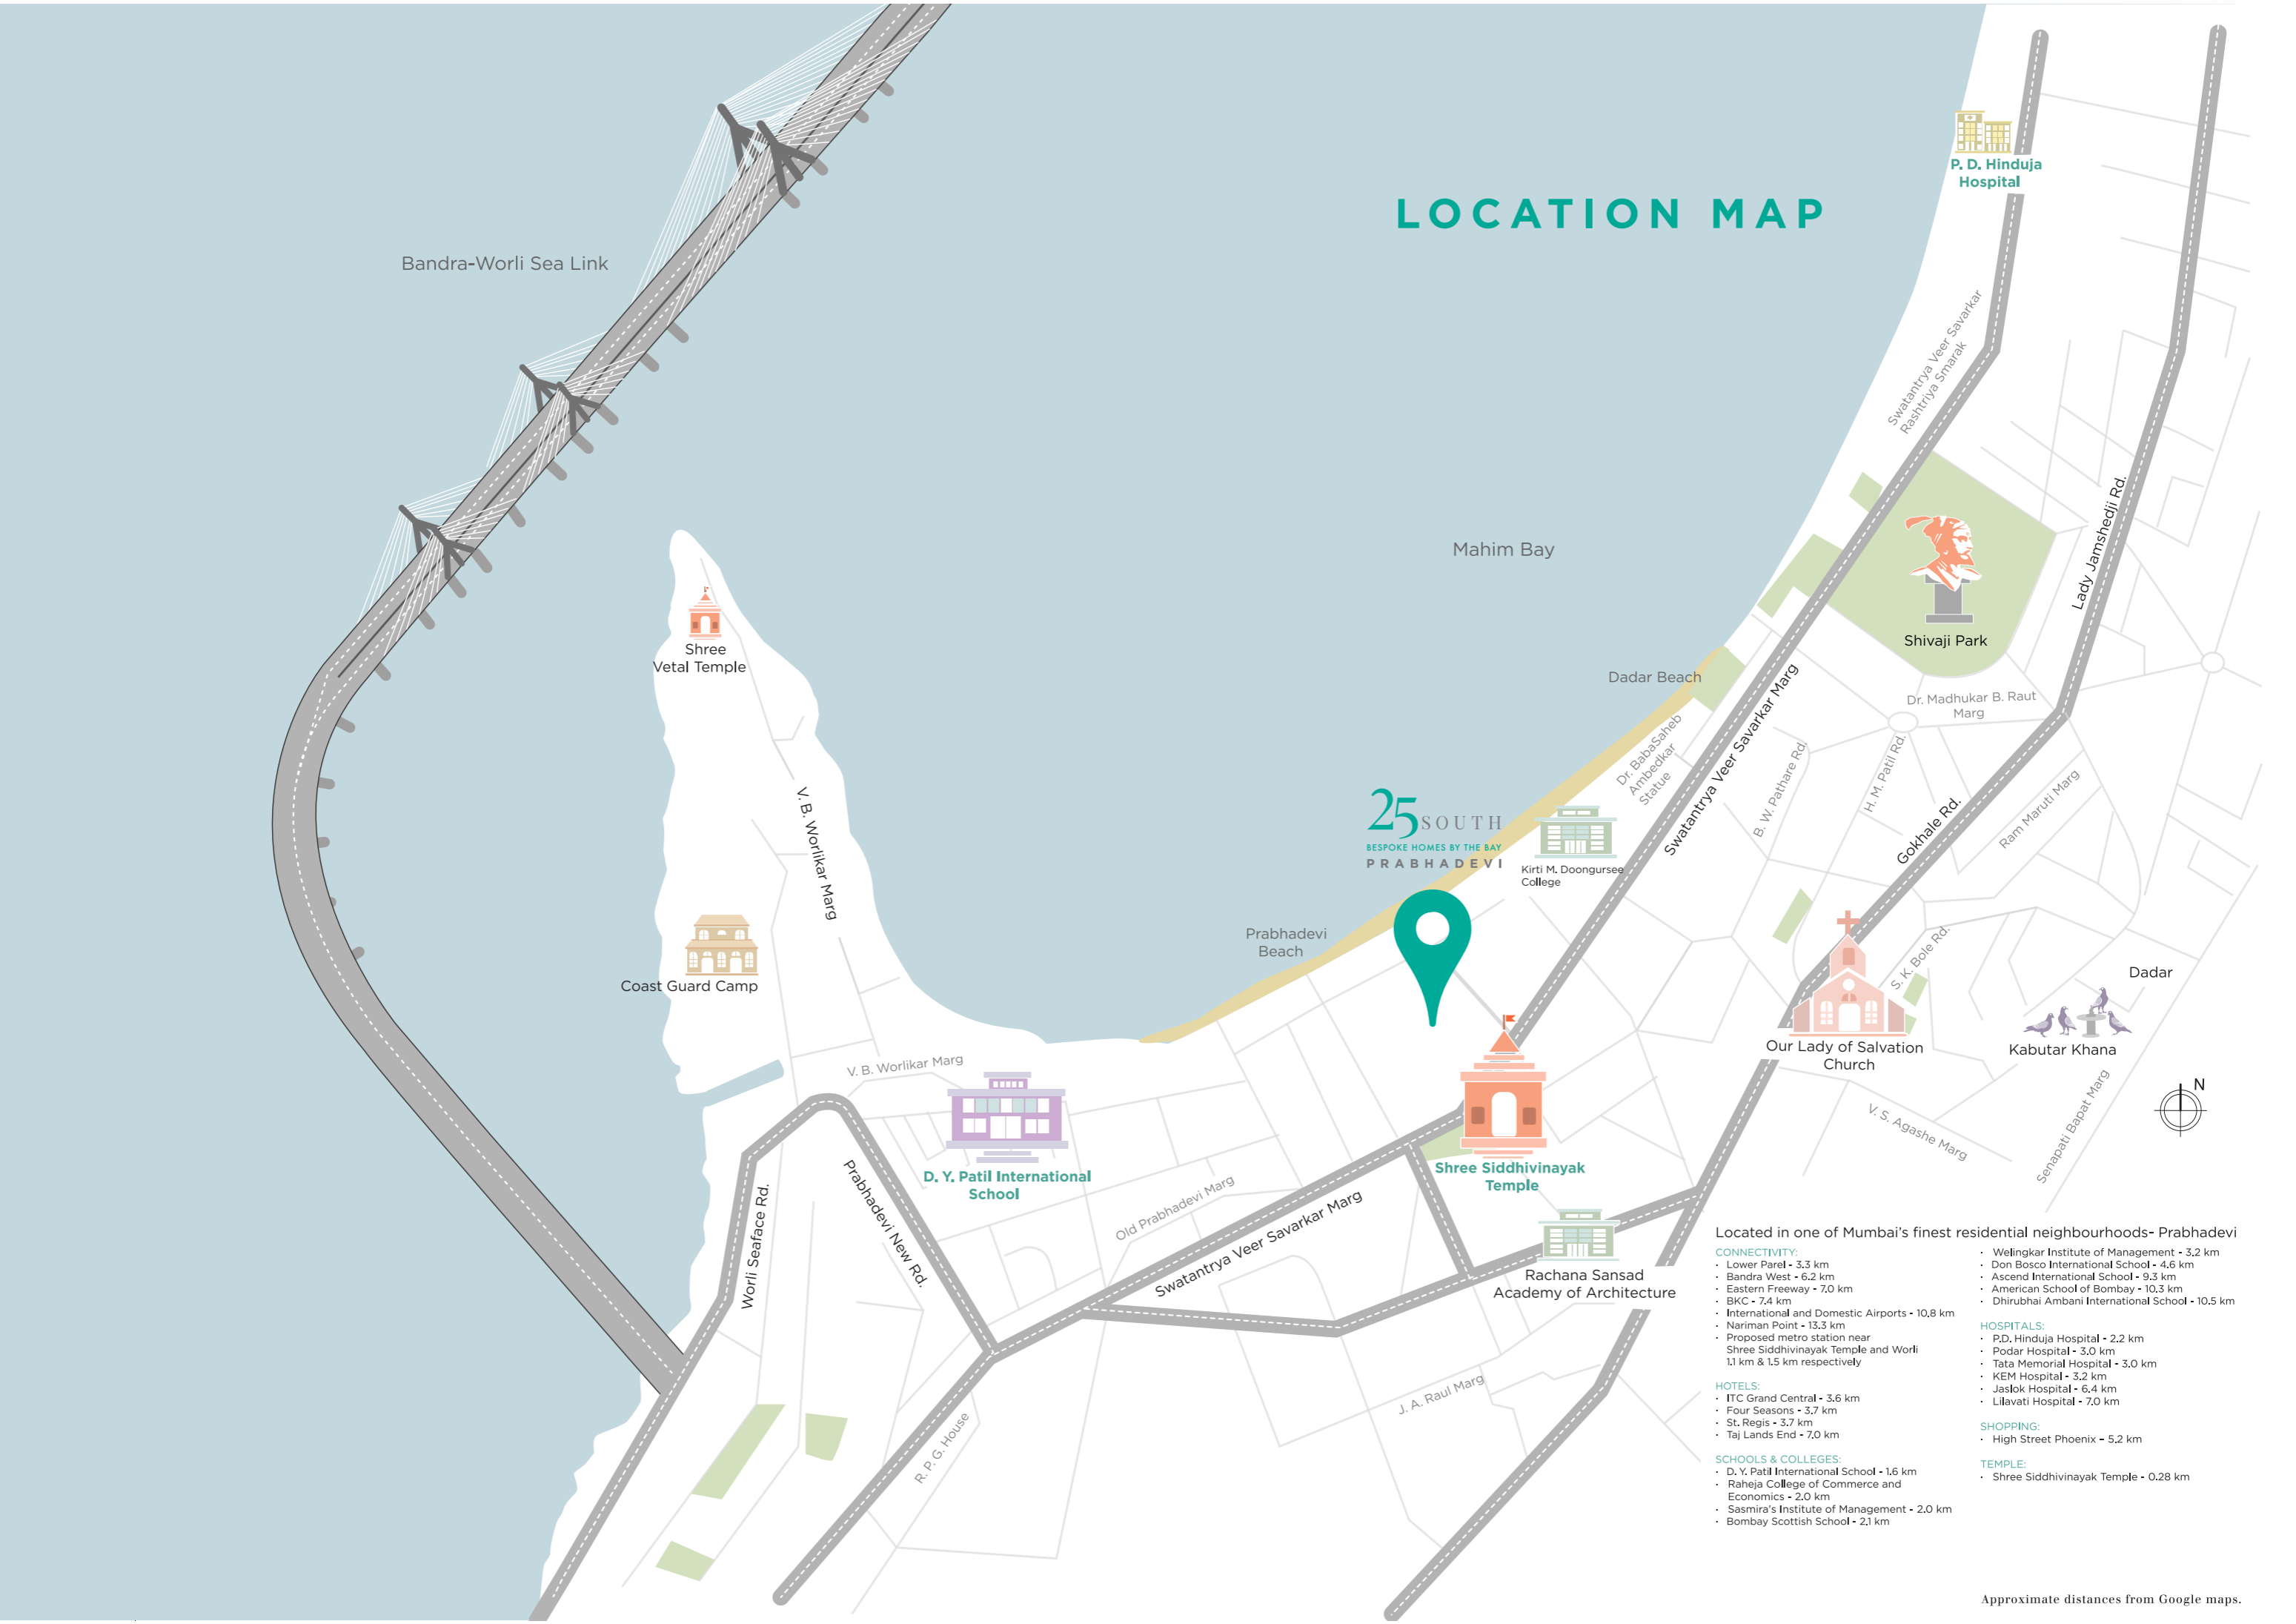 LOCATION MAP
P. D. Hinduja
Hospital
Bandra-Worli Sea Link
Swatantrya Veer Savarkar
Rashtriya Smarak
Mahim Bay
Lady Jamshedji Rd.
Shivaji Park
Shree
Vetal Temple
Dadar Beach
Dr. Madhukar B. Raut
Marg
Dr. BabaSaheb
Ambedkar
Statue
Swatantrya Veer Savarkar Marg
B. W. Pathare Rd.
H. M. Patil Rd.
Gokhale Rd.
Ram Maruti Marg
V. B. Worlikar Marg
25 SOUTH
BESPOKE HOMES BY THE BAY
PRABHADEVI
Kirti M. Doongursee
College
Prabhadevi
Beach
S. K. Bole Rd.
Dadar
Coast Guard Camp
Our Lady of Salvation
Church
Kabutar Khana
V. B. Worlikar Marg
N
V. S. Agashe Marg
Senapati Bapat Marg
D. Y. Patil International
School
Shree Siddhivinayak
Temple
Worli Seaface Rd.
Prabhadevi New Rd.
Old Prabhadevi Marg
Swatantrya Veer Savarkar Marg
Rachana Sansad
Academy of Architecture
J. A. Raul Marg
R. P. G. House
Located in one of Mumbai's finest residential neighbourhoods- Prabhadevi
CONNECTIVITY:
· Lower Parel - 3.3 km
· Bandra West - 6.2 km
· Eastern Freeway - 7.0 km
· BKC - 7.4 km
· International and Domestic Airports - 10.8 km
· Nariman Point - 13.3 km
· Proposed metro station near
Shree Siddhivinayak Temple and Worli
1.1 km & 1.5 km respectively
HOTELS:
· ITC Grand Central - 3.6 km
· Four Seasons - 3.7 km
· St. Regis - 3.7 km
· Taj Lands End - 7.0 km
SCHOOLS & COLLEGES:
· D. Y. Patil International School - 1.6 km
· Raheja College of Commerce and
Economics - 2.0 km
· Sasmira's Institute of Management - 2.0 km
· Bombay Scottish School - 2.1 km
· Welingkar Institute of Management - 3.2 km
· Don Bosco International School - 4.6 km
· Ascend International School - 9.3 km
· American School of Bombay - 10.3 km
· Dhirubhai Ambani International School - 10.5 km
HOSPITALS:
· P.D. Hinduja Hospital - 2.2 km
· Podar Hospital - 3.0 km
· Tata Memorial Hospital - 3.0 km
· KEM Hospital - 3.2 km
· Jaslok Hospital - 6.4 km
· Lilavati Hospital - 7.0 km
SHOPPING:
· High Street Phoenix – 5.2 km
TEMPLE:
· Shree Siddhivinayak Temple - 0.28 km
Approximate distances from Google maps.